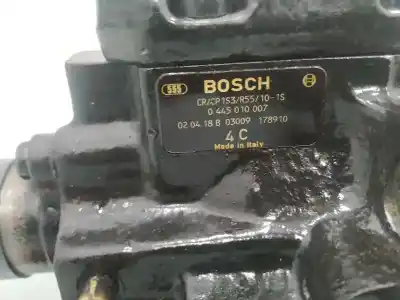 555 BOSCH
CR/CP1S3/R55/10-1S
0 445 010 007
02 04 18 8 03009 178910
4 C
Made in Italy